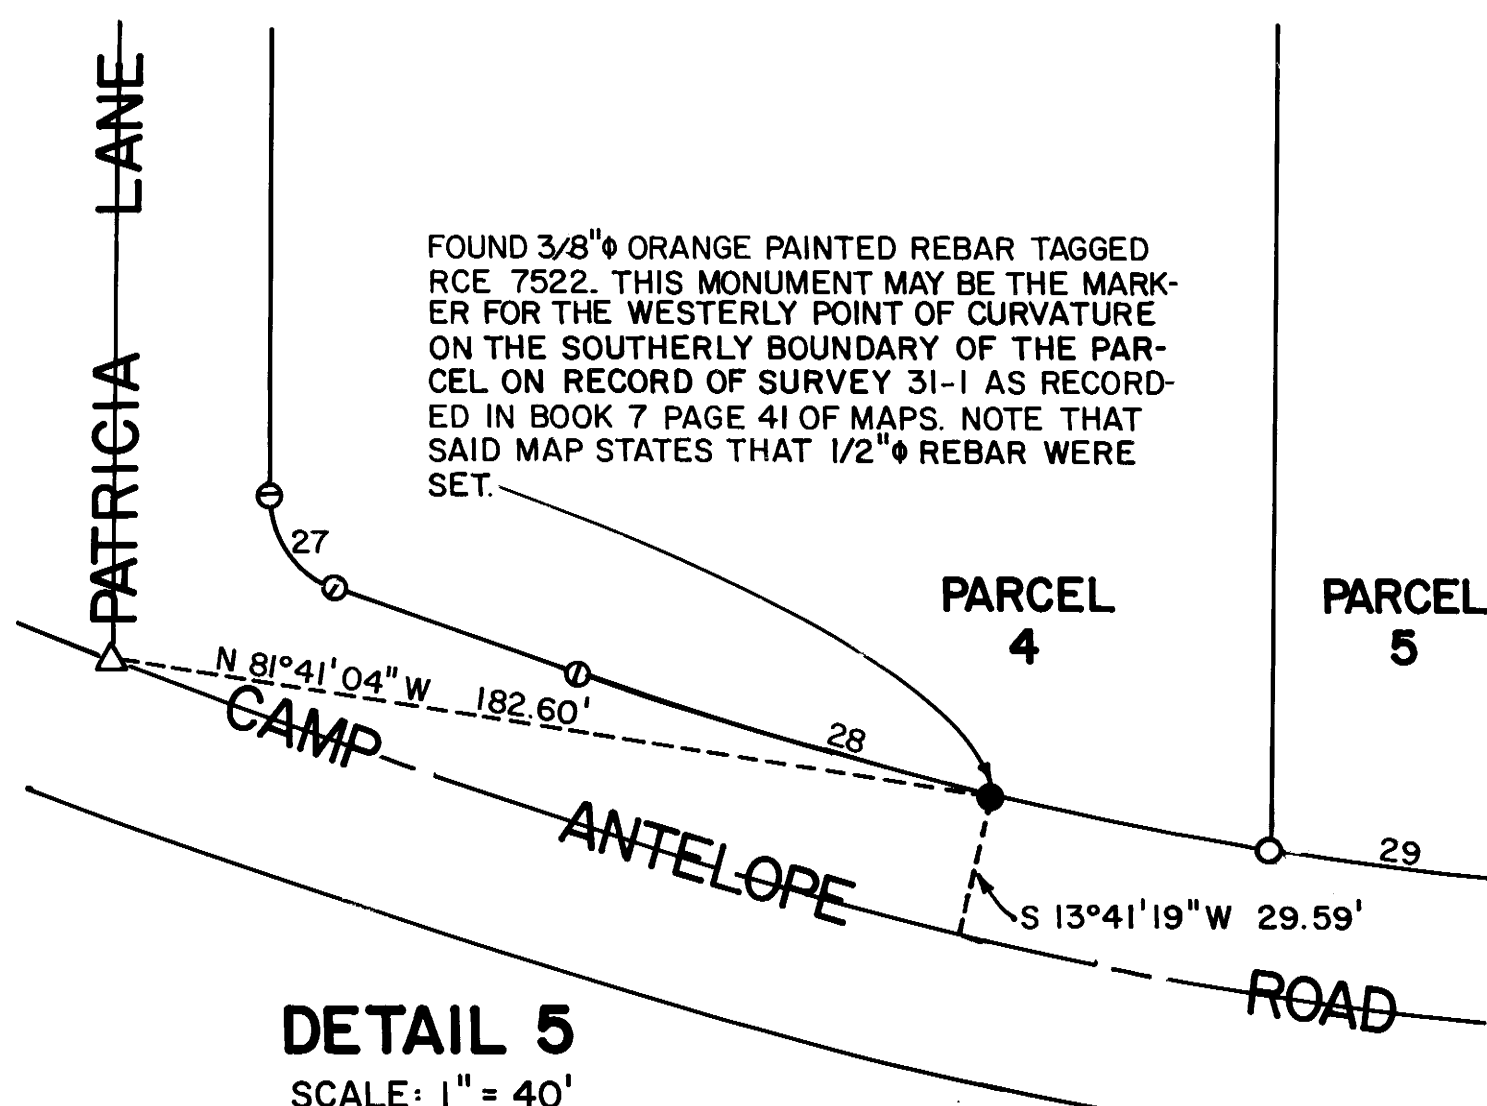 PATRICIA LANE
FOUND 3/8"ϕ ORANGE PAINTED REBAR TAGGED
RCE 7522. THIS MONUMENT MAY BE THE MARK-
ER FOR THE WESTERLY POINT OF CURVATURE
ON THE SOUTHERLY BOUNDARY OF THE PAR-
CEL ON RECORD OF SURVEY 31-1 AS RECORD-
ED IN BOOK 7 PAGE 41 OF MAPS. NOTE THAT
SAID MAP STATES THAT 1/2"ϕ REBAR WERE
SET.
27
PARCEL
4
PARCEL
5
N 81°41'04" W 182.60'
28
29
CAMP ANTELOPE ROAD
S 13°41'19" W 29.59'
DETAIL 5
SCALE: 1" = 40'